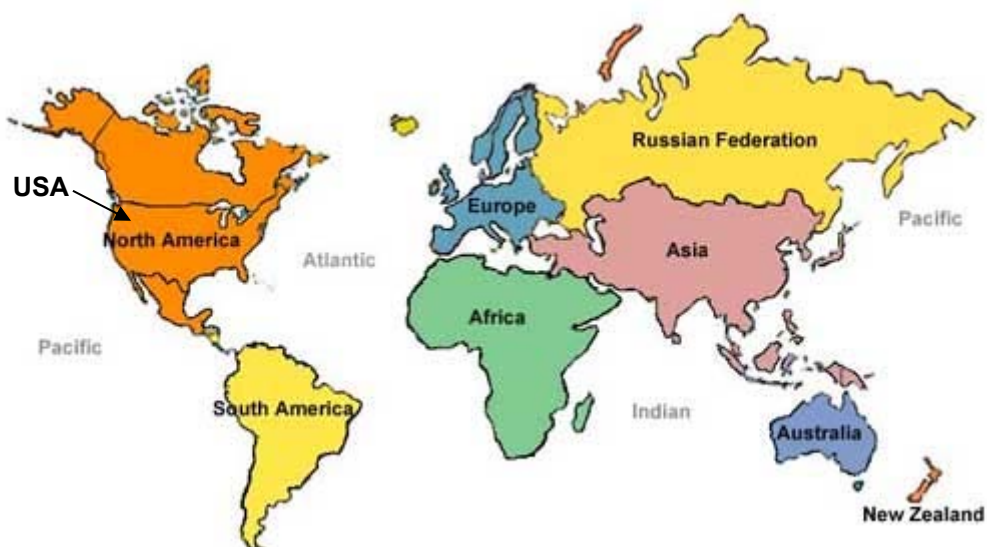 Russian Federation
USA
Europe
Pacific
North America
Asia
Atlantic
Africa
Pacific
South America
Indian
Australia
New Zealand